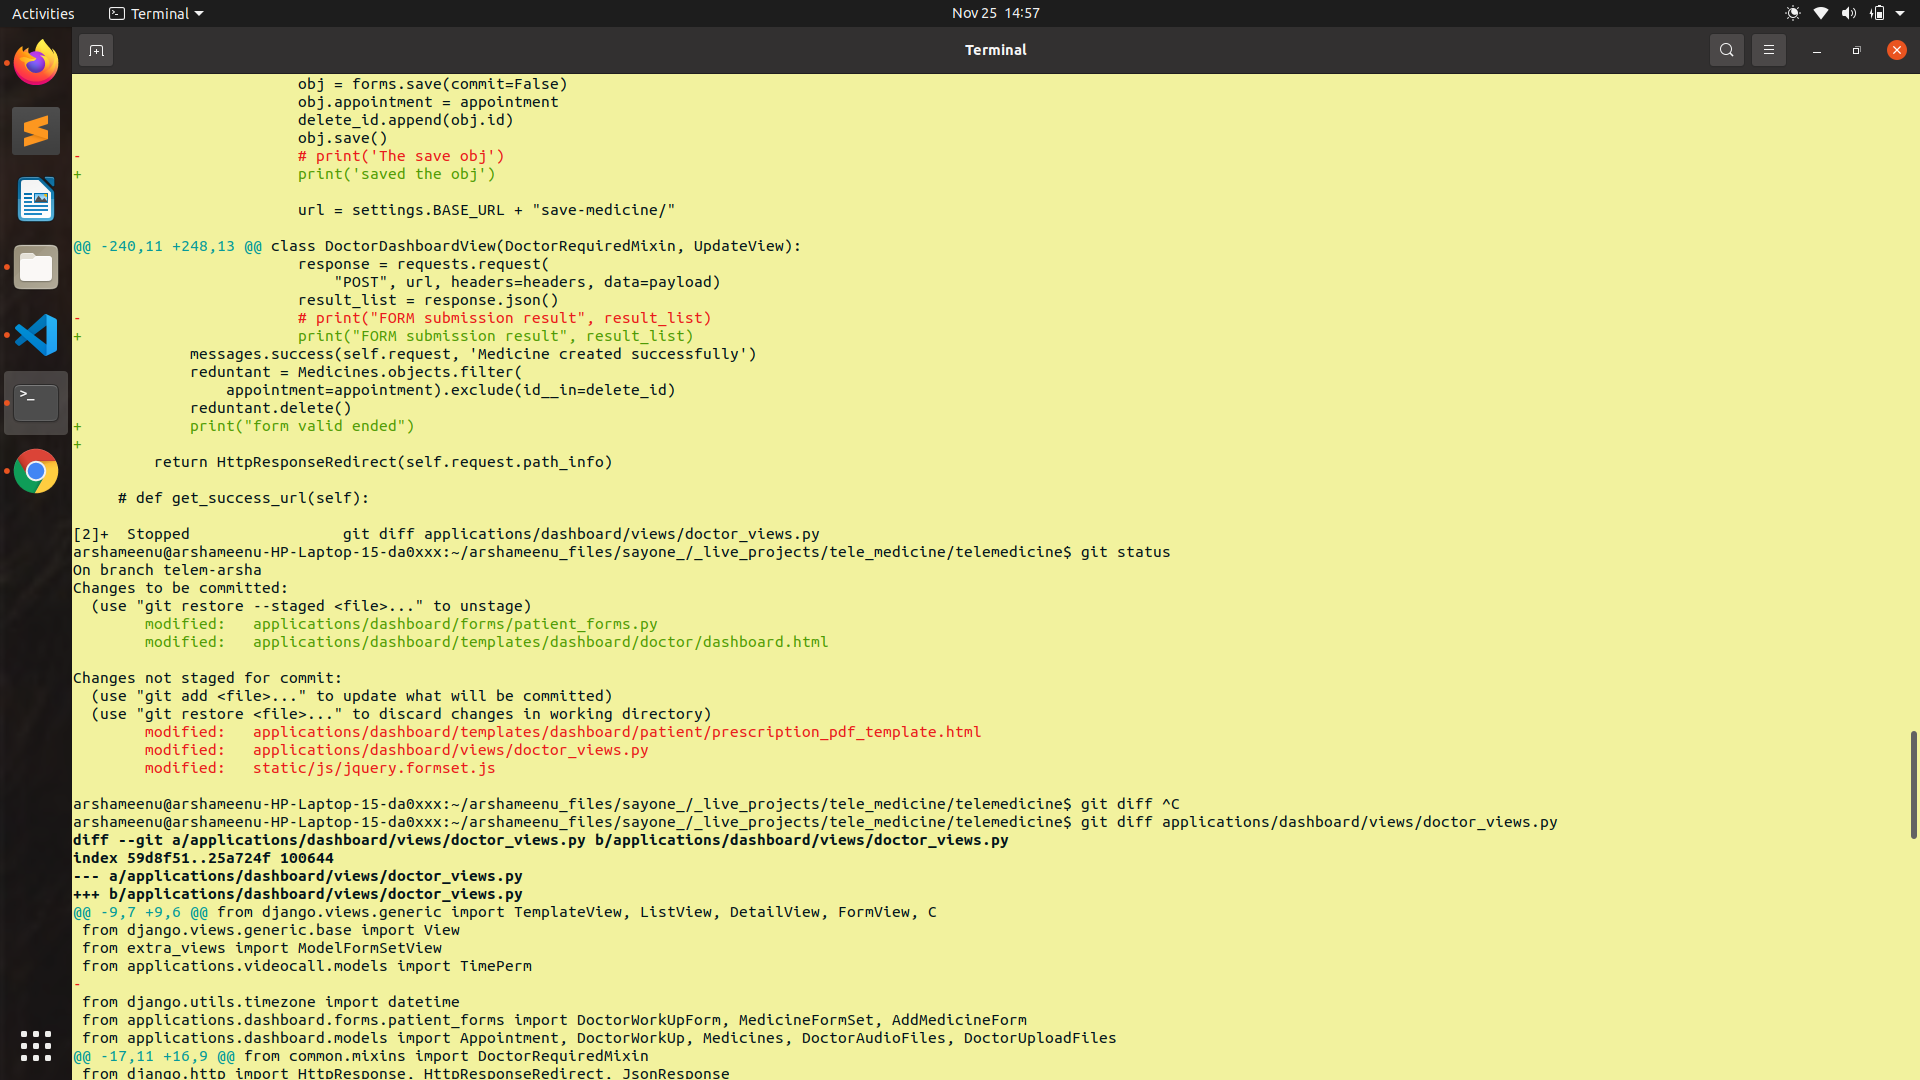 Activities
Terminal
Nov 25 14:57
Terminal
obj = forms.save(commit=False)
obj.appointment = appointment
delete_id.append(obj.id)
obj.save()
- # print('The save obj')
+ print('saved the obj')
url = settings.BASE_URL + "save-medicine/"
@@ -240,11 +248,13 @@ class DoctorDashboardView(DoctorRequiredMixin, UpdateView):
response = requests.request(
"POST", url, headers=headers, data=payload)
result_list = response.json()
- # print("FORM submission result", result_list)
+ print("FORM submission result", result_list)
messages.success(self.request, 'Medicine created successfully')
reduntant = Medicines.objects.filter(
appointment=appointment).exclude(id__in=delete_id)
reduntant.delete()
+ print("form valid ended")
+
return HttpResponseRedirect(self.request.path_info)
# def get_success_url(self):
[2]+ Stopped git diff applications/dashboard/views/doctor_views.py
arshameenu@arshameenu-HP-Laptop-15-da0xxx:~/arshameenu_files/sayone_/_live_projects/tele_medicine/telemedicine$ git status
On branch telem-arsha
Changes to be committed:
(use "git restore --staged <file>..." to unstage)
modified: applications/dashboard/forms/patient_forms.py
modified: applications/dashboard/templates/dashboard/doctor/dashboard.html
Changes not staged for commit:
(use "git add <file>..." to update what will be committed)
(use "git restore <file>..." to discard changes in working directory)
modified: applications/dashboard/templates/dashboard/patient/prescription_pdf_template.html
modified: applications/dashboard/views/doctor_views.py
modified: static/js/jquery.formset.js
arshameenu@arshameenu-HP-Laptop-15-da0xxx:~/arshameenu_files/sayone_/_live_projects/tele_medicine/telemedicine$ git diff ^C
arshameenu@arshameenu-HP-Laptop-15-da0xxx:~/arshameenu_files/sayone_/_live_projects/tele_medicine/telemedicine$ git diff applications/dashboard/views/doctor_views.py
diff --git a/applications/dashboard/views/doctor_views.py b/applications/dashboard/views/doctor_views.py
index 59d8f51..25a724f 100644
--- a/applications/dashboard/views/doctor_views.py
+++ b/applications/dashboard/views/doctor_views.py
@@ -9,7 +9,6 @@ from django.views.generic import TemplateView, ListView, DetailView, FormView, C
from django.views.generic.base import View
from extra_views import ModelFormSetView
from applications.videocall.models import TimePerm
-
from django.utils.timezone import datetime
from applications.dashboard.forms.patient_forms import DoctorWorkUpForm, MedicineFormSet, AddMedicineForm
from applications.dashboard.models import Appointment, DoctorWorkUp, Medicines, DoctorAudioFiles, DoctorUploadFiles
@@ -17,11 +16,9 @@ from common.mixins import DoctorRequiredMixin
from django.http import HttpResponse, HttpResponseRedirect, JsonResponse